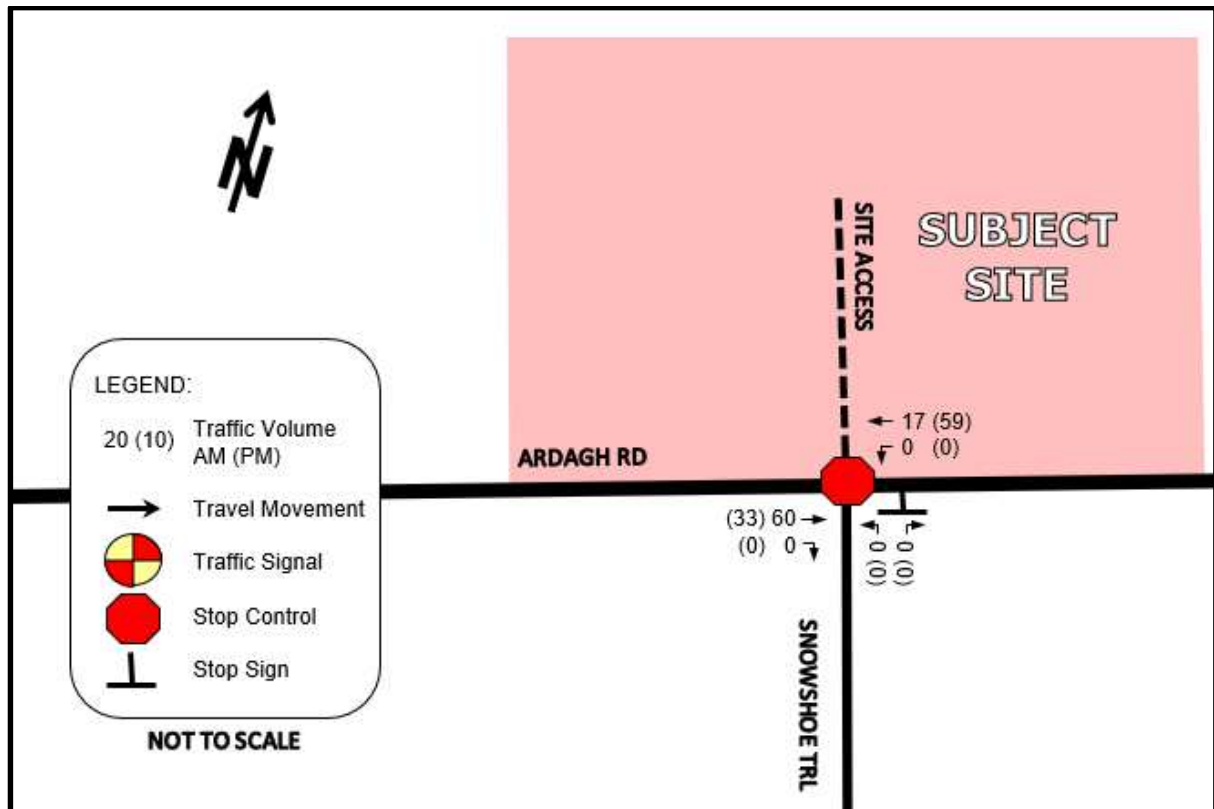 N
SUBJECT
SITE
SITE ACCESS
LEGEND:
20 (10) Traffic Volume
AM (PM)
Travel Movement
Traffic Signal
Stop Control
Stop Sign
NOT TO SCALE
ARDAGH RD
17 (59)
0 (0)
(33) 60
(0) 0
0 (0)
0 (0)
SNOWSHOE TRL